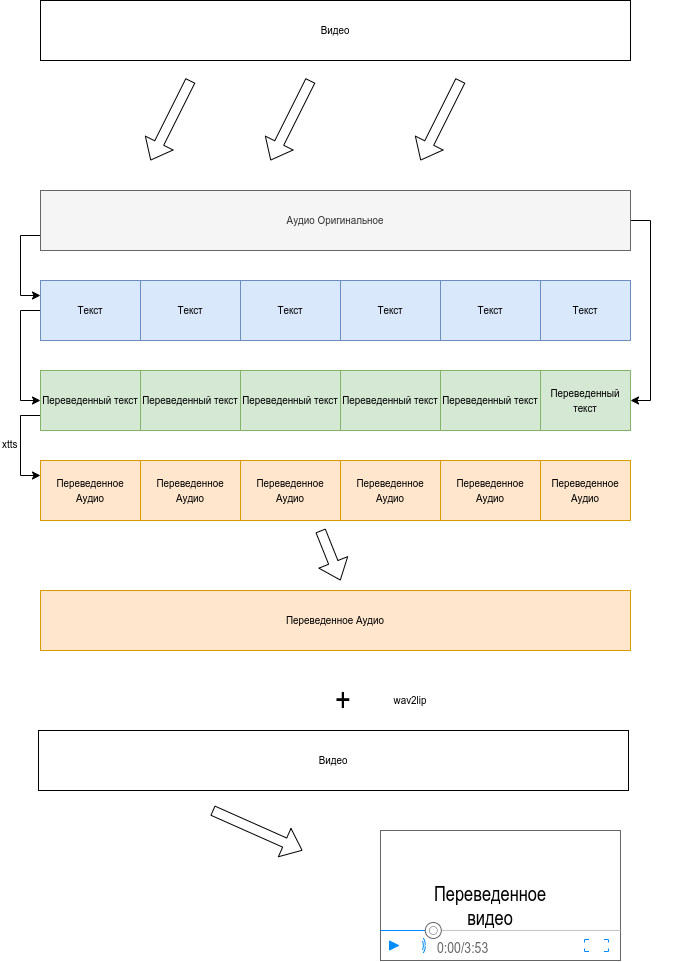 Видео
Аудио Оригинальное
Текст Текст Текст Текст Текст Текст
Переведенный текст Переведенный текст Переведенный текст Переведенный текст Переведенный текст Переведенный
текст
xtts
Переведенное Переведенное Переведенное Переведенное Переведенное Переведенное
Аудио Аудио Аудио Аудио Аудио Аудио
Переведенное Аудио
+ wav2lip
Видео
Переведенное
видео
0:00/3:53